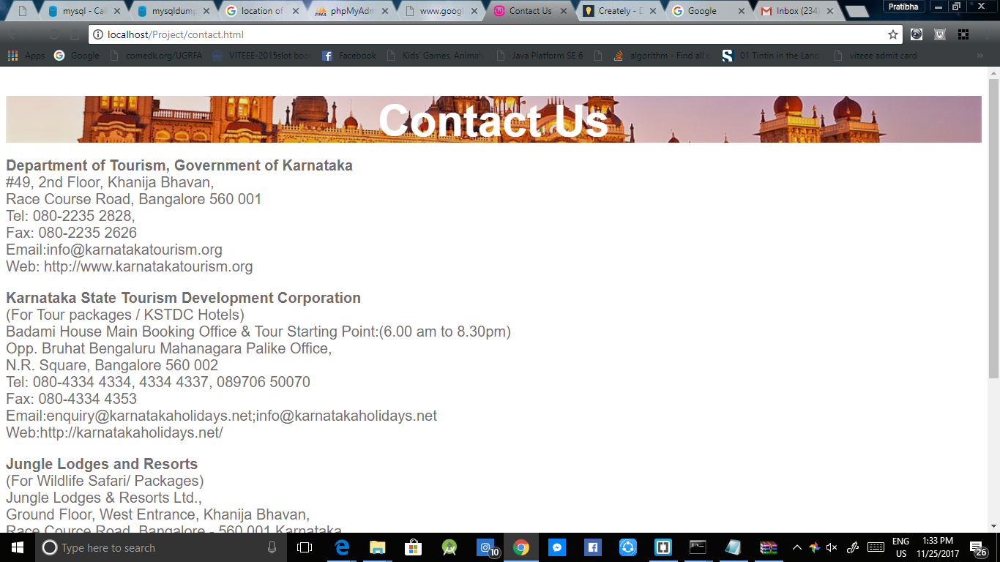 mysql - Cal
mysqldump
location of
phpMyAdm
www.googl
Contact Us
Creately - D
Google
Inbox (234)
Pratibha
localhost/Project/contact.html
Apps
Google
comedk.org/UGRFA
VITEEE-2015slot boo
Facebook
Kids' Games, Animals
Java Platform SE 6
algorithm - Find all c
01 Tintin in the Land
viteee admit card
»
Contact Us
Department of Tourism, Government of Karnataka
#49, 2nd Floor, Khanija Bhavan,
Race Course Road, Bangalore 560 001
Tel: 080-2235 2828,
Fax: 080-2235 2626
Email:info@karnatakatourism.org
Web: http://www.karnatakatourism.org
Karnataka State Tourism Development Corporation
(For Tour packages / KSTDC Hotels)
Badami House Main Booking Office & Tour Starting Point:(6.00 am to 8.30pm)
Opp. Bruhat Bengaluru Mahanagara Palike Office,
N.R. Square, Bangalore 560 002
Tel: 080-4334 4334, 4334 4337, 089706 50070
Fax: 080-4334 4353
Email:enquiry@karnatakaholidays.net;info@karnatakaholidays.net
Web:http://karnatakaholidays.net/
Jungle Lodges and Resorts
(For Wildlife Safari/ Packages)
Jungle Lodges & Resorts Ltd.,
Ground Floor, West Entrance, Khanija Bhavan,
Race Cource Road, Bangalore - 560 001 Karnataka
Type here to search
10
ENG
US
1:33 PM
11/25/2017
26